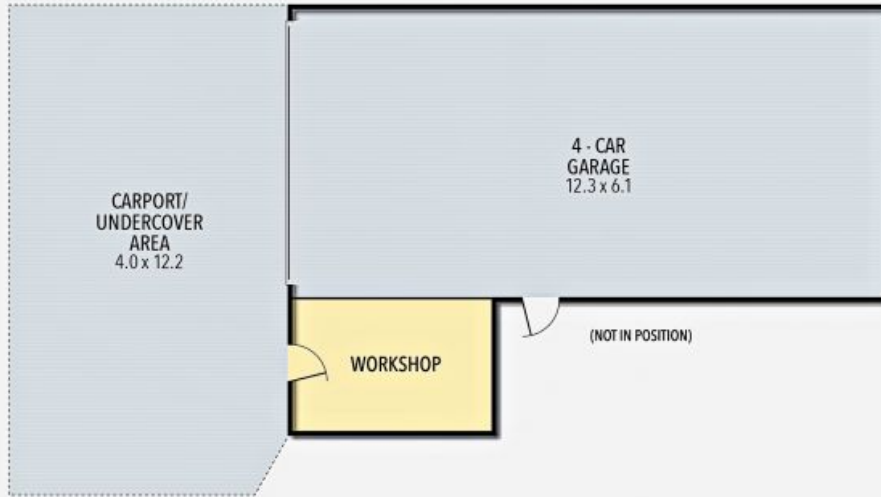 4 - CAR
GARAGE
12.3 x 6.1
CARPORT/
UNDERCOVER
AREA
4.0 x 12.2
(NOT IN POSITION)
WORKSHOP